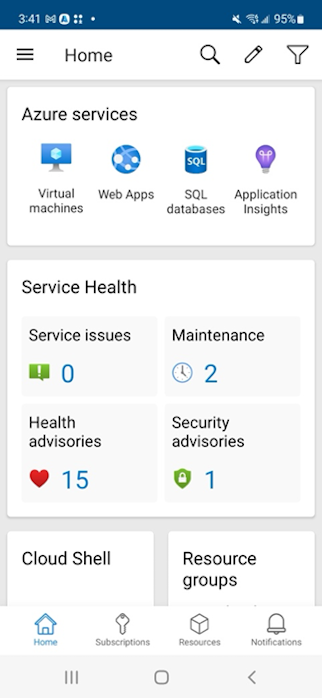 3:41
95%
Home
Azure services
Virtual
machines
Web Apps
SQL
SQL
databases
Application
Insights
Service Health
Service issues
0
Maintenance
2
Health
advisories
15
Security
advisories
1
Cloud Shell
Resource
groups
Home
Subscriptions
Resources
Notifications